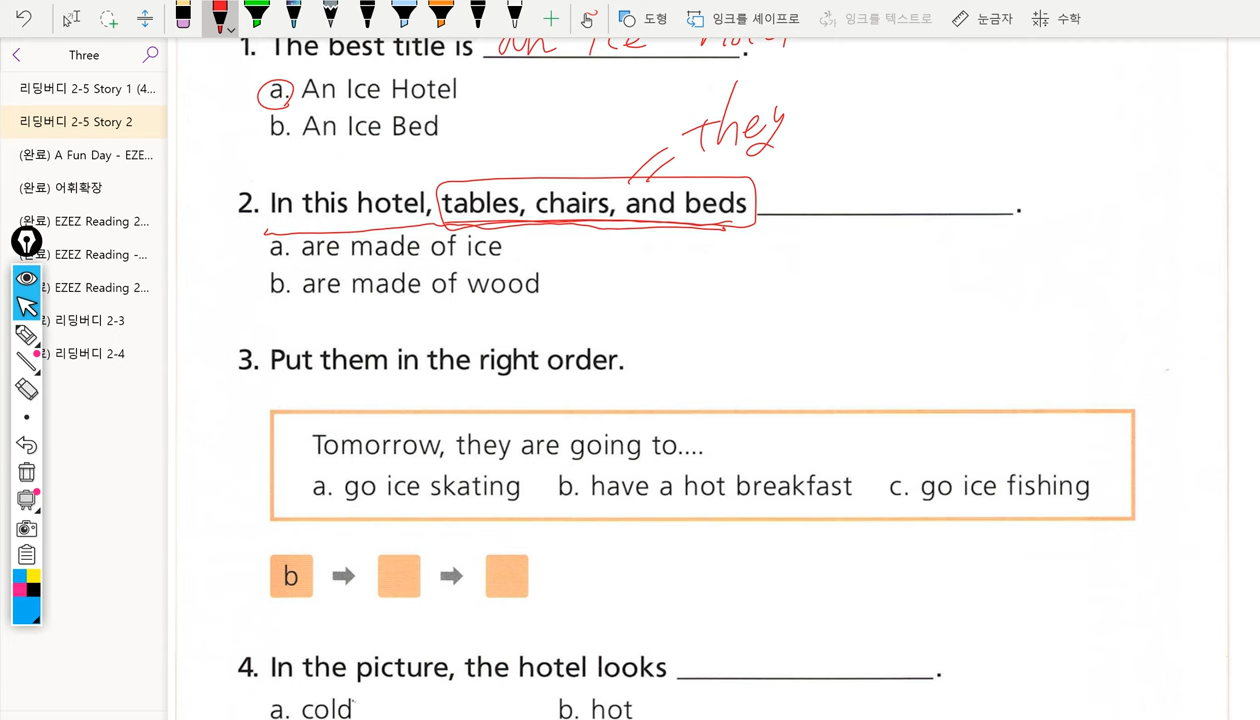 도형 잉크를 셰이프로 잉크를 텍스트로 눈금자 수학
Three
리딩버디 2-5 Story 1 (4...
리딩버디 2-5 Story 2
(완료) A Fun Day - EZE...
(완료) 어휘확장
(완료) EZEZ Reading 2...
) EZEZ Reading -...
) EZEZ Reading 2...
) 리딩버디 2-3
) 리딩버디 2-4
1. The best title is an ice hotel.
a. An Ice Hotel
b. An Ice Bed
they
2. In this hotel, tables, chairs, and beds ____________.
a. are made of ice
b. are made of wood
3. Put them in the right order.
Tomorrow, they are going to....
a. go ice skating b. have a hot breakfast c. go ice fishing
b
4. In the picture, the hotel looks ____________.
a. cold b. hot